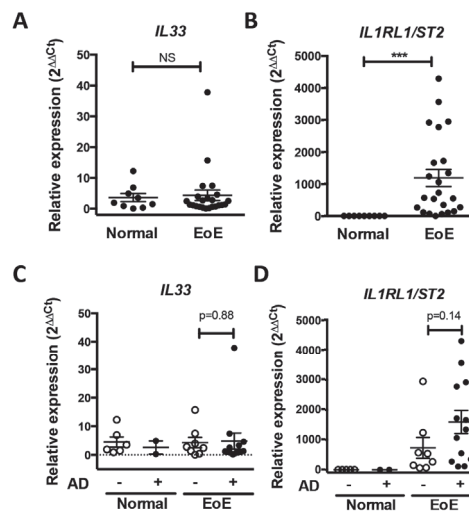 A
IL33
Relative expression (2ΔΔCt)
50
40
30
20
10
0
NS
Normal
EoE
B
IL1RL1/ST2
Relative expression (2ΔΔCt)
5000
4000
3000
2000
1000
0
***
Normal
EoE
C
IL33
Relative expression (2ΔΔCt)
50
40
30
20
10
0
p=0.88
AD
- + - +
Normal
EoE
D
IL1RL1/ST2
Relative expression (2ΔΔCt)
5000
4000
3000
2000
1000
0
p=0.14
AD
- + - +
Normal
EoE